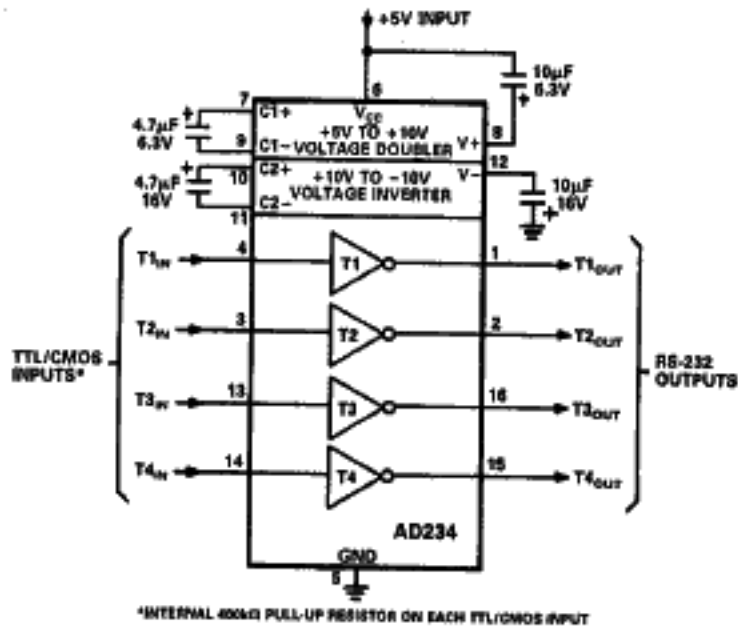 +5V INPUT
10µF
6.3V
6
7
C1+
VCC
4.7µF
6.3V
+5V TO +10V
VOLTAGE DOUBLER
V+
8
9
C1−
12
V−
10
C2+
+10V TO −10V
VOLTAGE INVERTER
4.7µF
16V
C2−
11
10µF
16V
T1IN
4
T1
1
T1OUT
T2IN
3
T2
2
T2OUT
TTL/CMOS
INPUTS*
RS-232
OUTPUTS
T3IN
13
T3
16
T3OUT
T4IN
14
T4
15
T4OUT
AD234
GND
5
*INTERNAL 400kΩ PULL-UP RESISTOR ON EACH TTL/CMOS INPUT